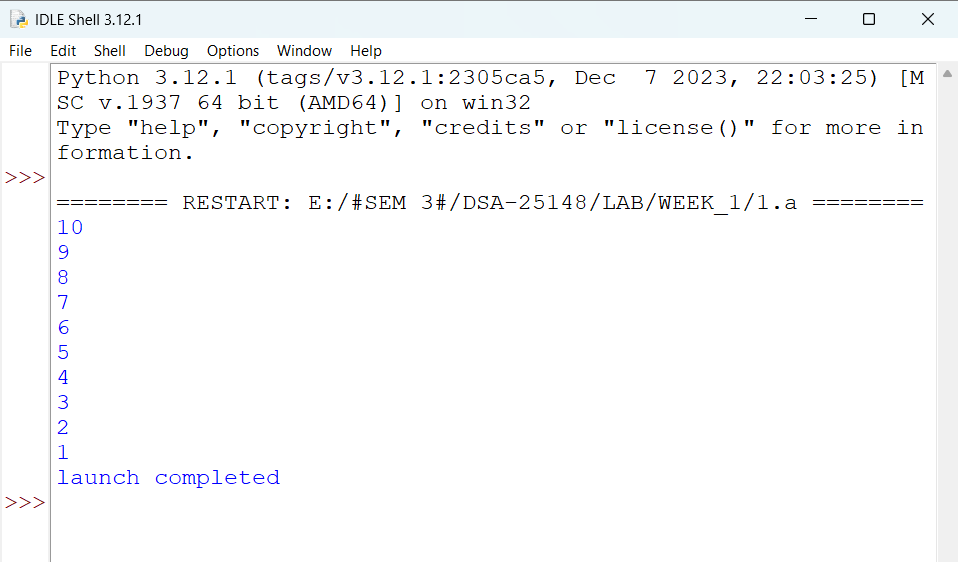 IDLE Shell 3.12.1
File Edit Shell Debug Options Window Help
Python 3.12.1 (tags/v3.12.1:2305ca5, Dec  7 2023, 22:03:25) [M
SC v.1937 64 bit (AMD64)] on win32
Type "help", "copyright", "credits" or "license()" for more in
formation.
>>>
======== RESTART: E:/#SEM 3#/DSA-25148/LAB/WEEK_1/1.a ========
10
9
8
7
6
5
4
3
2
1
launch completed
>>>